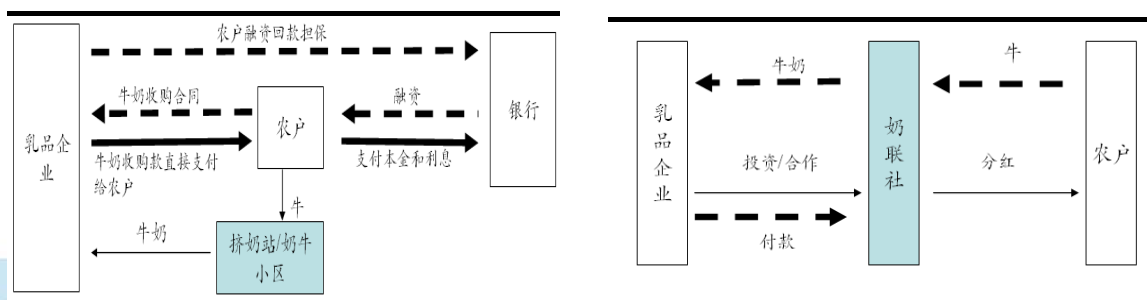 农户融资回款担保
牛奶收购合同
融资
乳品企
业
农户
银行
牛奶收购款直接支付
给农户
支付本金和利息
牛
牛奶
挤奶站/奶牛
小区
乳
品
企
业
牛奶
奶
联
社
牛
农户
投资/合作
分红
付款